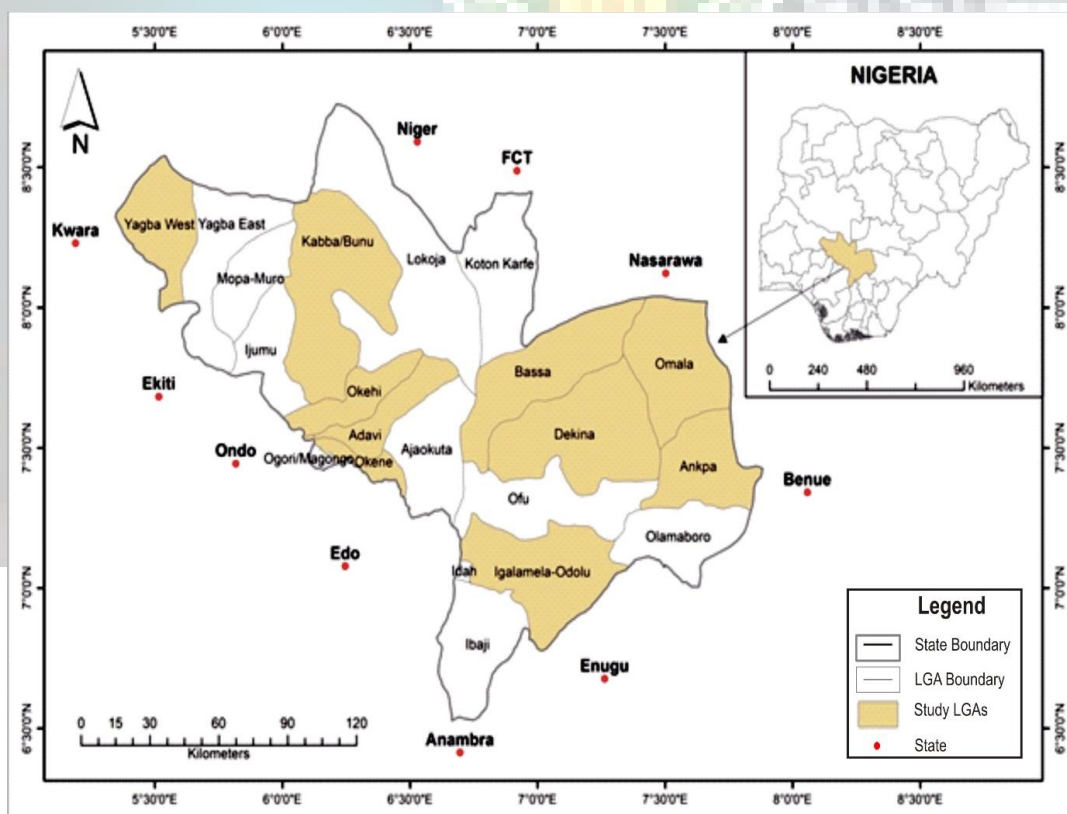 5°30'0"E 6°0'0"E 6°30'0"E 7°0'0"E 7°30'0"E 8°0'0"E 8°30'0"E
NIGERIA
N
Niger
FCT
8°30'0"N
8°30'0"N
Kwara
Yagba West
Yagba East
Kabba/Bunu
Lokoja
Koton Karfe
Nasarawa
Mopa-Muro
8°0'0"N
8°0'0"N
Ijumu
Bassa
Omala
0 240 480 960
Kilometers
Ekiti
Okehi
Adavi
Dekina
Ajaokuta
Ondo
Ogori/Magongo
Okene
Ankpa
7°30'0"N
7°30'0"N
Benue
Ofu
Olamaboro
Edo
Idah
Igalamela-Odolu
7°0'0"N
7°0'0"N
Ibaji
Enugu
Legend
State Boundary
LGA Boundary
Study LGAs
State
0 15 30 60 90 120
Kilometers
Anambra
6°30'0"N
6°30'0"N
5°30'0"E 6°0'0"E 6°30'0"E 7°0'0"E 7°30'0"E 8°0'0"E 8°30'0"E